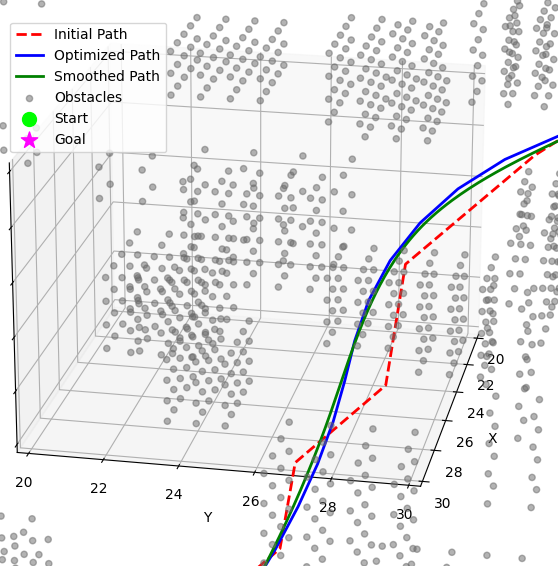 Initial Path
Optimized Path
Smoothed Path
Obstacles
Start
Goal
20
22
24
26
28
30
X
20
22
24
26
28
30
Y